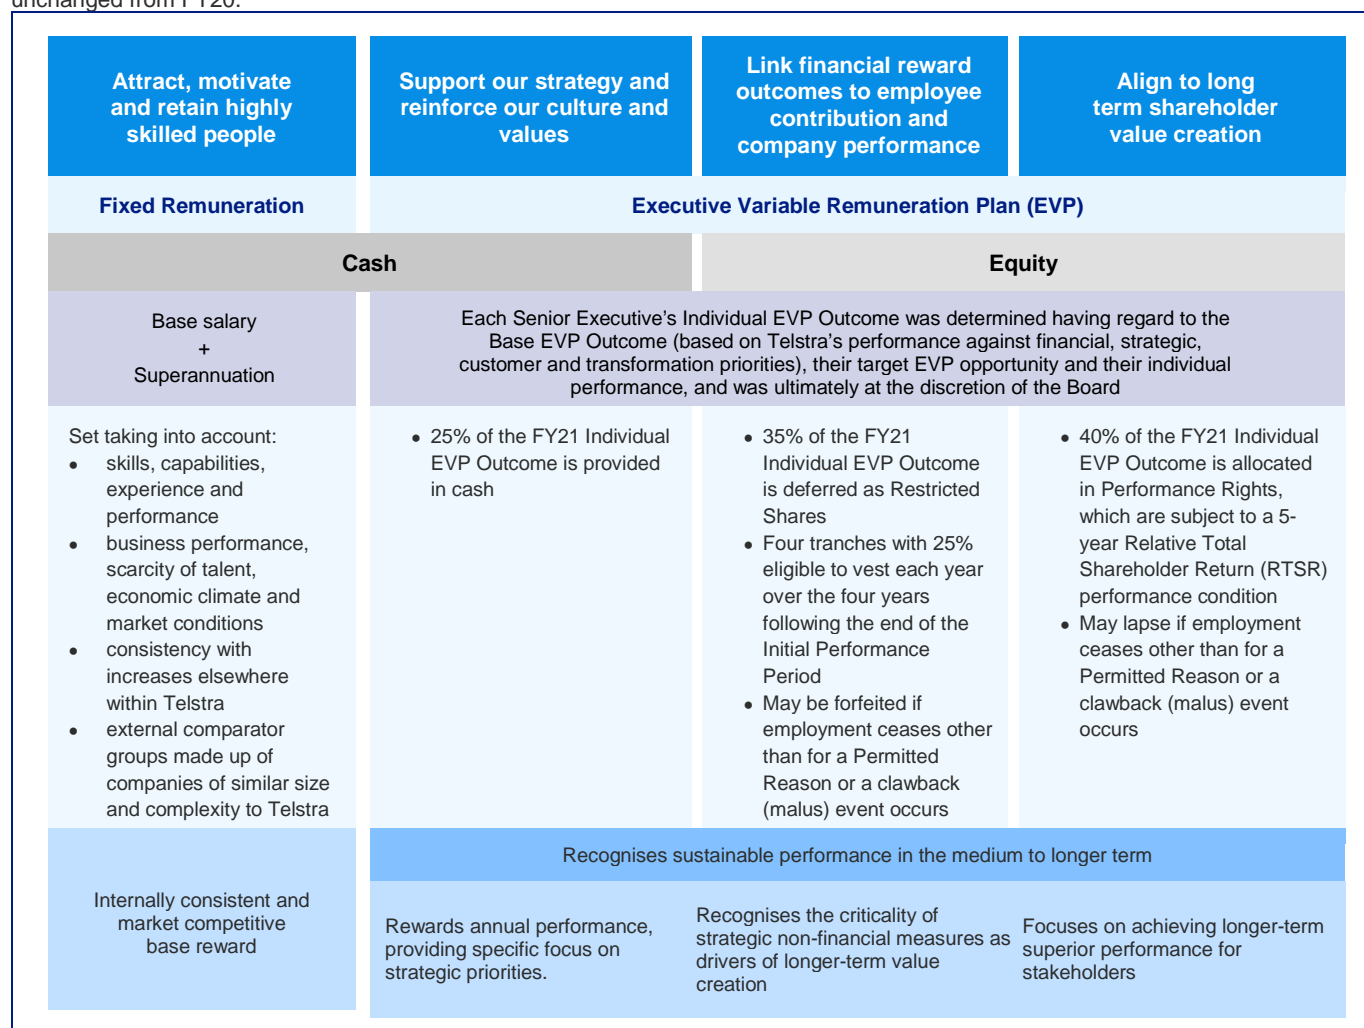 unchanged from FY20.
Attract, motivate
and retain highly
skilled people
Support our strategy and
reinforce our culture and
values
Link financial reward
outcomes to employee
contribution and
company performance
Align to long
term shareholder
value creation
Fixed Remuneration
Executive Variable Remuneration Plan (EVP)
Cash
Equity
Base salary
+
Superannuation
Each Senior Executive’s Individual EVP Outcome was determined having regard to the
Base EVP Outcome (based on Telstra’s performance against financial, strategic,
customer and transformation priorities), their target EVP opportunity and their individual
performance, and was ultimately at the discretion of the Board
Set taking into account:
• skills, capabilities,
experience and
performance
• business performance,
scarcity of talent,
economic climate and
market conditions
• consistency with
increases elsewhere
within Telstra
• external comparator
groups made up of
companies of similar size
and complexity to Telstra
• 25% of the FY21 Individual
EVP Outcome is provided
in cash
• 35% of the FY21
Individual EVP Outcome
is deferred as Restricted
Shares
• Four tranches with 25%
eligible to vest each year
over the four years
following the end of the
Initial Performance
Period
• May be forfeited if
employment ceases other
than for a Permitted
Reason or a clawback
(malus) event occurs
• 40% of the FY21 Individual
EVP Outcome is allocated
in Performance Rights,
which are subject to a 5-
year Relative Total
Shareholder Return (RTSR)
performance condition
• May lapse if employment
ceases other than for a
Permitted Reason or a
clawback (malus) event
occurs
Internally consistent and
market competitive
base reward
Recognises sustainable performance in the medium to longer term
Rewards annual performance,
providing specific focus on
strategic priorities.
Recognises the criticality of
strategic non-financial measures as
drivers of longer-term value
creation
Focuses on achieving longer-term
superior performance for
stakeholders